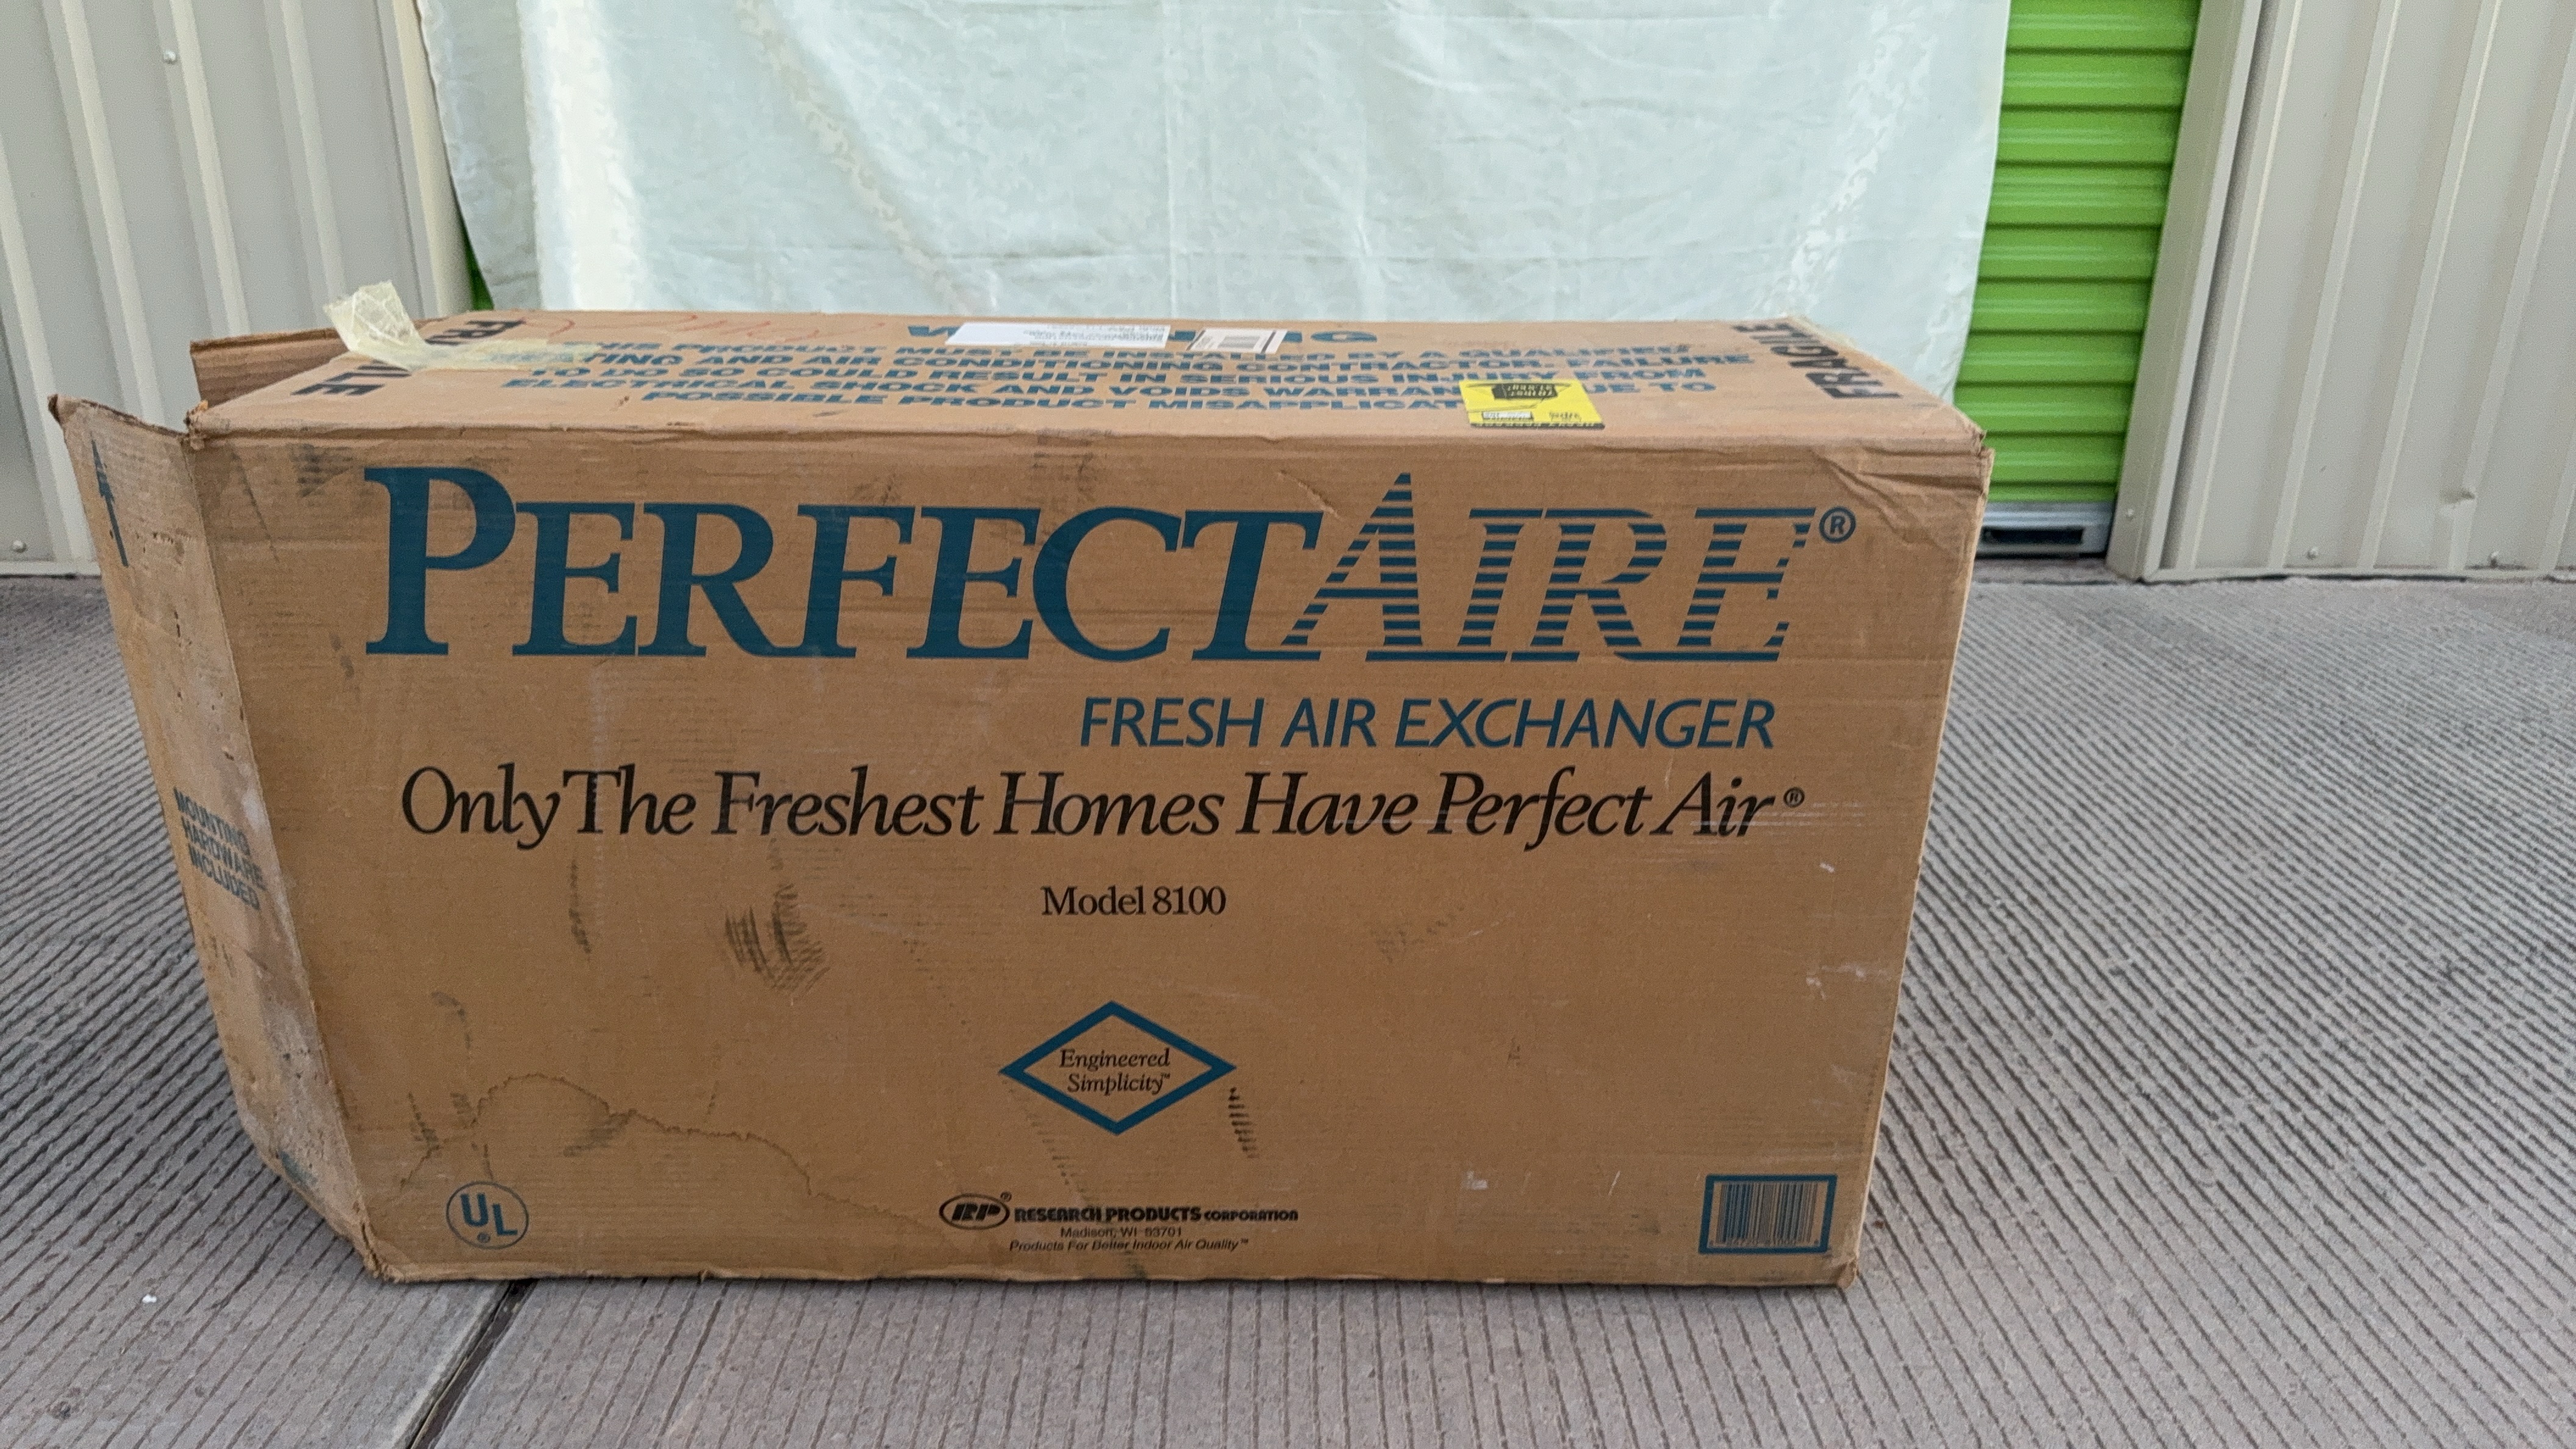 FRAGILE
THIS PRODUCT MUST BE INSTALLED BY A QUALIFIED
HEATING AND AIR CONDITIONING CONTRACTOR. FAILURE
TO DO SO COULD RESULT IN SERIOUS INJURY FROM
ELECTRICAL SHOCK AND VOIDS WARRAN DUE TO
POSSIBLE PRODUCT MISAPPLICAT
PERFECTAIRE®
FRESH AIR EXCHANGER
Only The Freshest Homes Have Perfect Air®
Model 8100
MOUNTING
HARDWARE
INCLUDED
Engineered
Simplicity™
UL®
RP® RESEARCH PRODUCTS CORPORATION
Madison, WI 53701
Products For Better Indoor Air Quality™